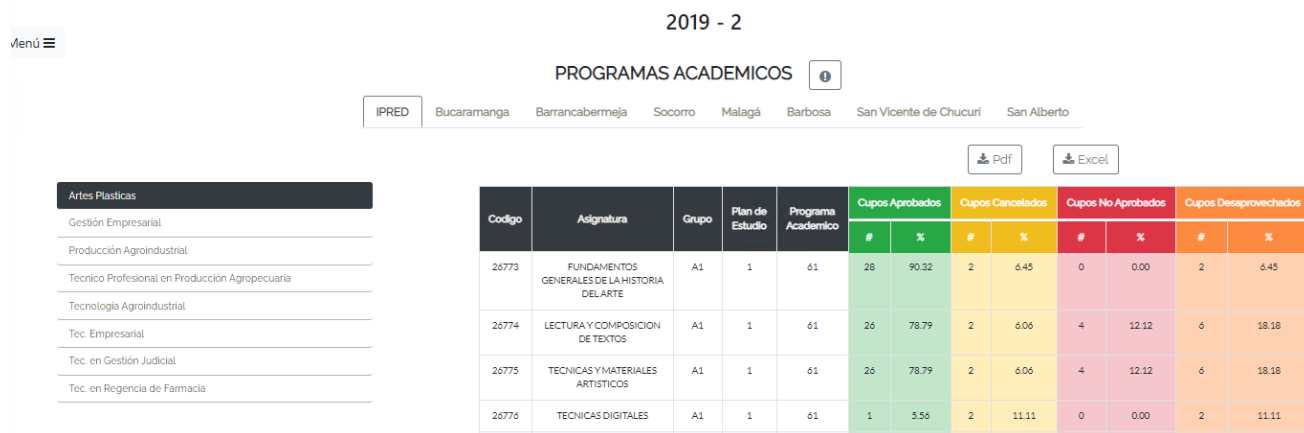 2019 - 2
Menú
PROGRAMAS ACADEMICOS
IPRED Bucaramanga Barrancabermeja Socorro Malagá Barbosa San Vicente de Chucurí San Alberto
Pdf Excel
Artes Plasticas
Gestión Empresarial
Producción Agroindustrial
Tecnico Profesional en Producción Agropecuaria
Tecnologia Agroindustrial
Tec. Empresarial
Tec. en Gestión Judicial
Tec. en Regencia de Farmacia
Codigo Asignatura Grupo Plan de Estudio Programa Academico Cupos Aprobados Cupos Cancelados Cupos No Aprobados Cupos Desaprovechados
# % # % # % # %
26773 FUNDAMENTOS GENERALES DE LA HISTORIA DEL ARTE A1 1 61 28 90.32 2 6.45 0 0.00 2 6.45
26774 LECTURA Y COMPOSICION DE TEXTOS A1 1 61 26 78.79 2 6.06 4 12.12 6 18.18
26775 TECNICAS Y MATERIALES ARTISTICOS A1 1 61 26 78.79 2 6.06 4 12.12 6 18.18
26776 TECNICAS DIGITALES A1 1 61 1 5.56 2 11.11 0 0.00 2 11.11